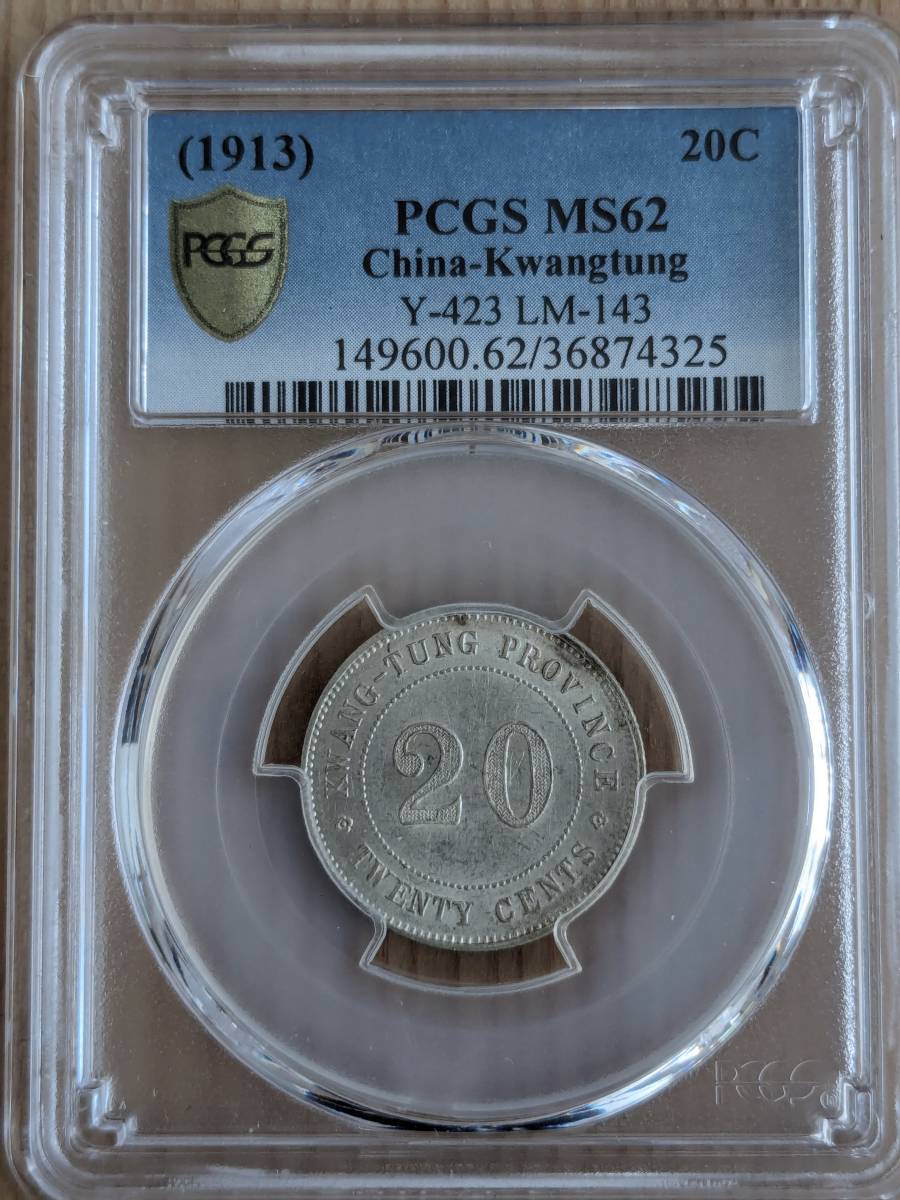 (1913) 20C
PCGS
PCGS MS62
China-Kwangtung
Y-423 LM-143
149600.62/36874325
KWANG-TUNG PROVINCE
20
TWENTY CENTS
PCGS